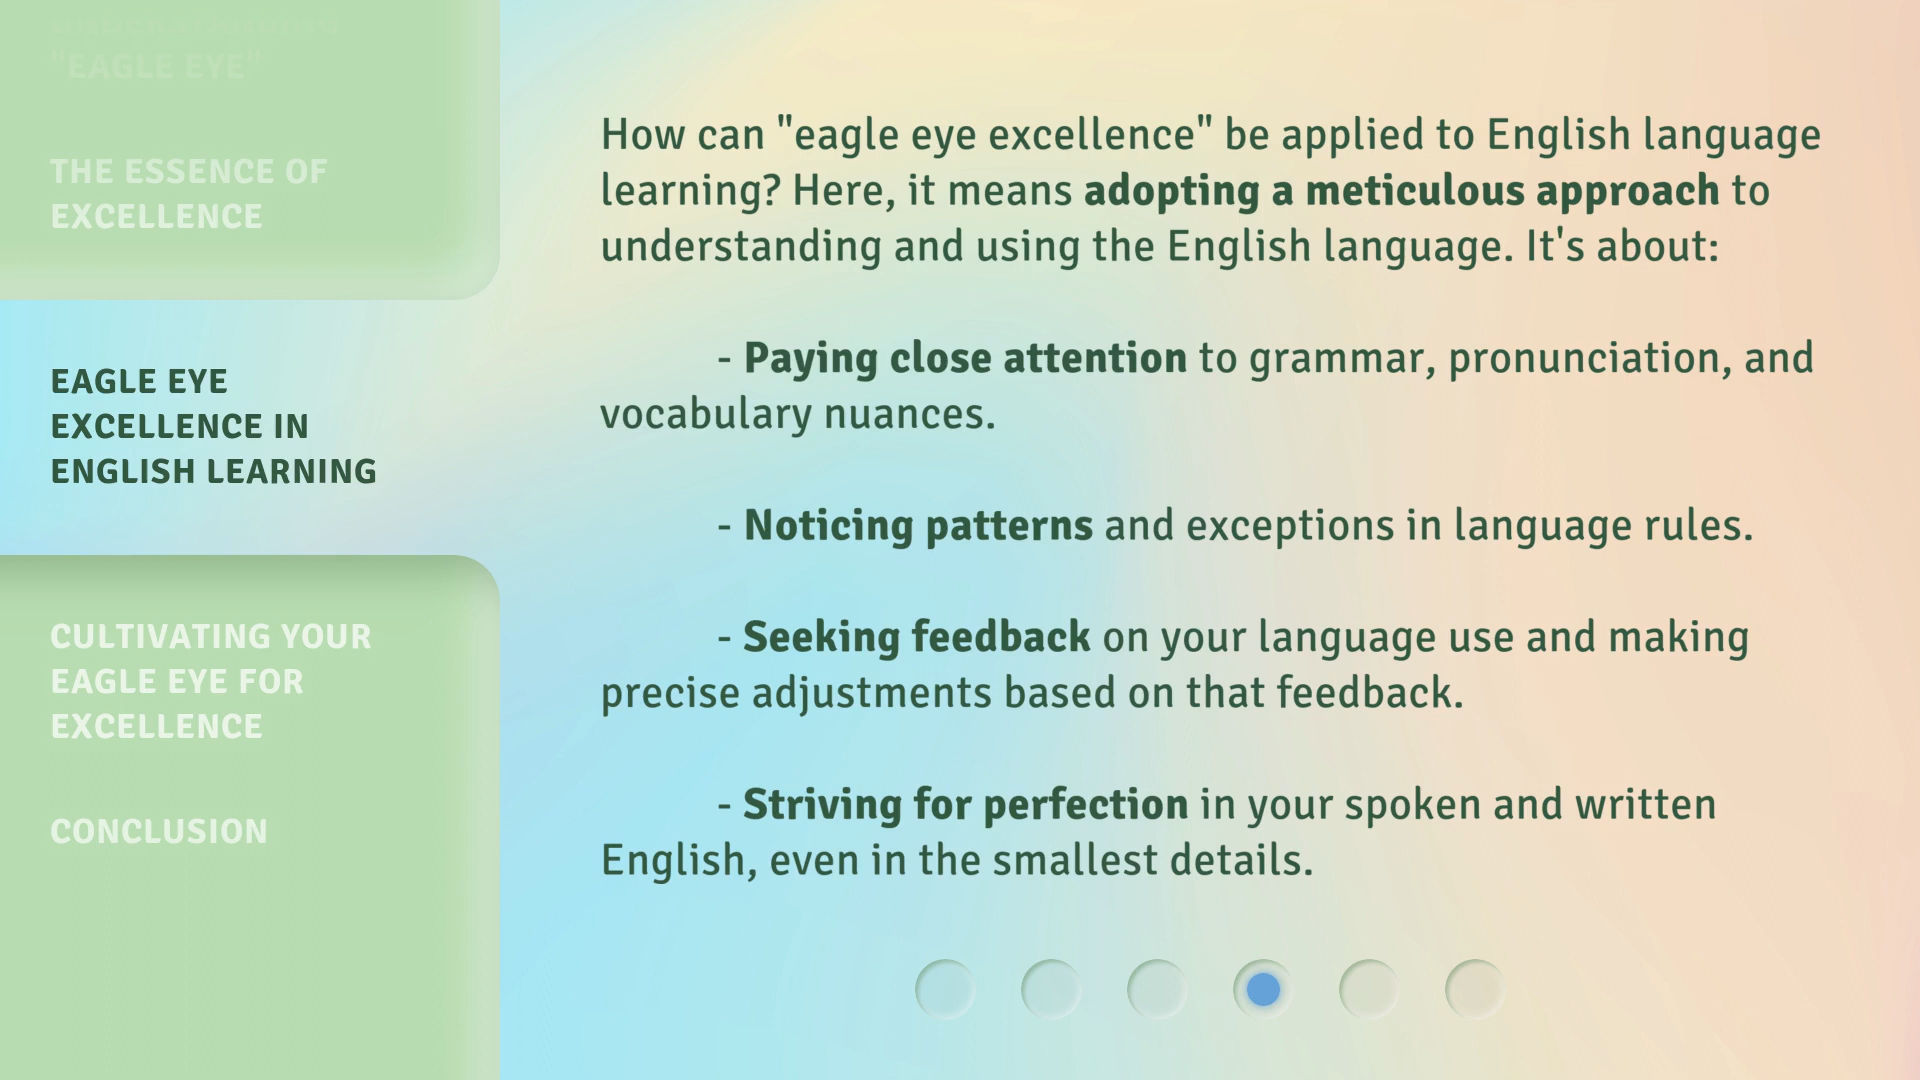 "EAGLE EYE"
THE ESSENCE OF
EXCELLENCE
EAGLE EYE
EXCELLENCE IN
ENGLISH LEARNING
CULTIVATING YOUR
EAGLE EYE FOR
EXCELLENCE
CONCLUSION
How can "eagle eye excellence" be applied to English language
learning? Here, it means adopting a meticulous approach to
understanding and using the English language. It's about:
- Paying close attention to grammar, pronunciation, and
vocabulary nuances.
- Noticing patterns and exceptions in language rules.
- Seeking feedback on your language use and making
precise adjustments based on that feedback.
- Striving for perfection in your spoken and written
English, even in the smallest details.